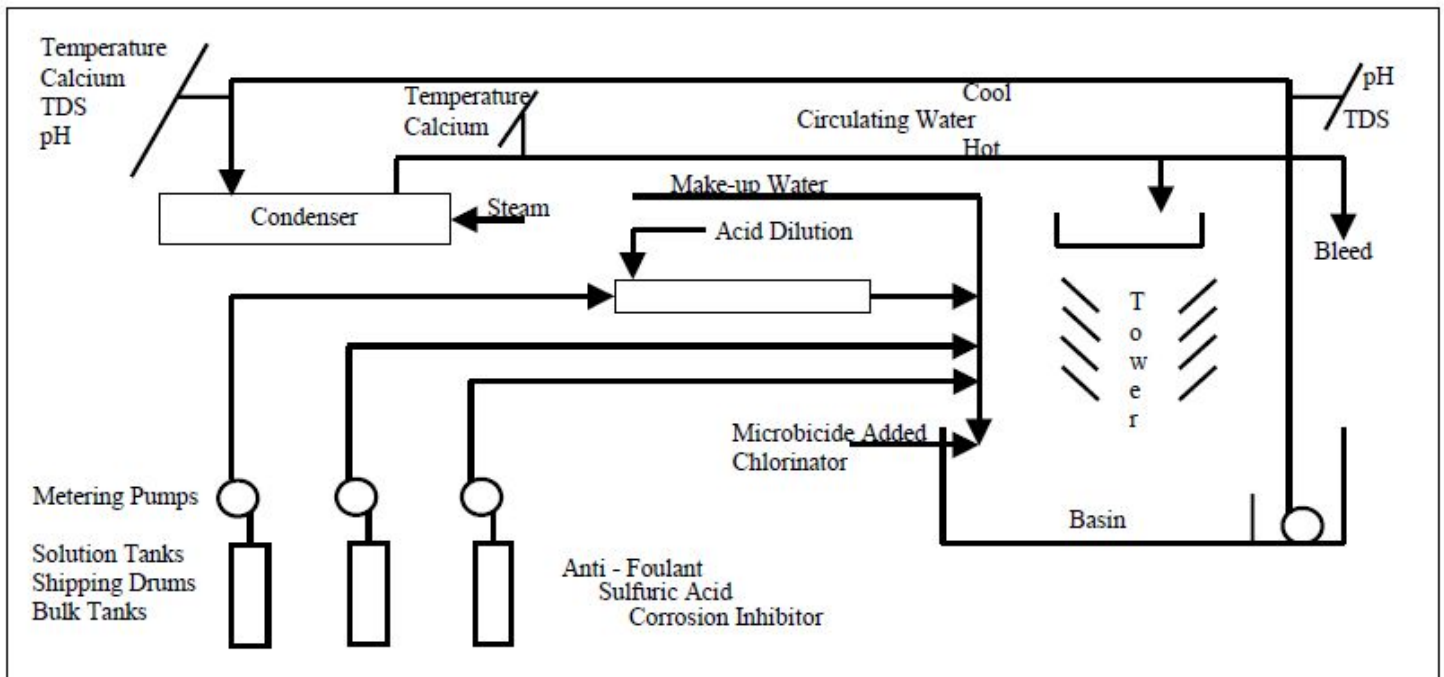 Temperature
Calcium
TDS
pH
Temperature
Calcium
Cool
Circulating Water
Hot
pH
TDS
Make-up Water
Condenser
Steam
Acid Dilution
Bleed
Tower
Microbicide Added
Chlorinator
Metering Pumps
Basin
Solution Tanks
Shipping Drums
Bulk Tanks
Anti - Foulant
Sulfuric Acid
Corrosion Inhibitor